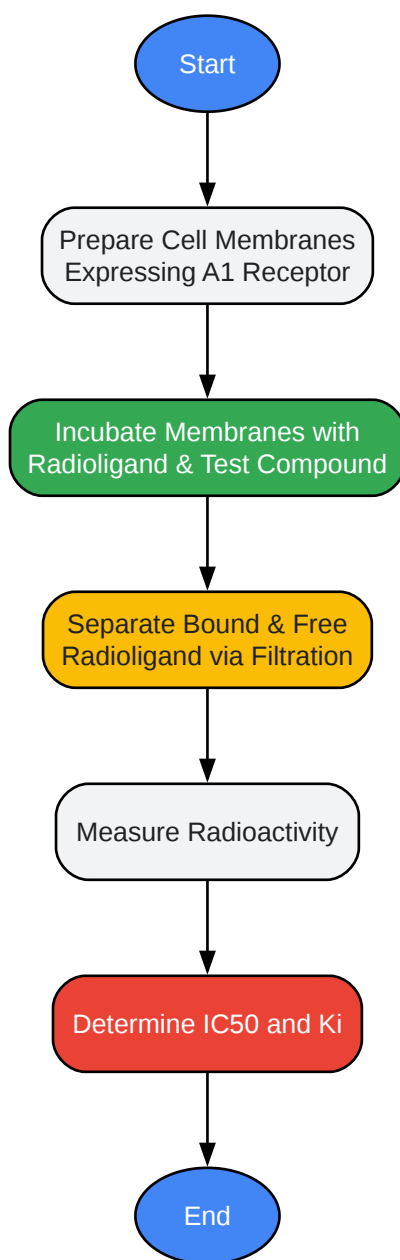 Start
Prepare Cell Membranes
Expressing A1 Receptor
Incubate Membranes with
Radioligand & Test Compound
Separate Bound & Free
Radioligand via Filtration
Measure Radioactivity
Determine IC50 and Ki
End